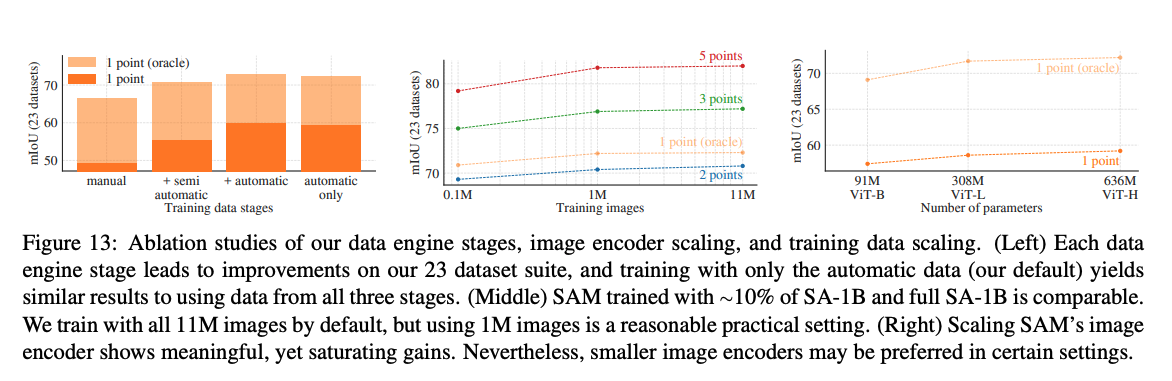 1 point (oracle)
1 point
70
60
50
mIoU (23 datasets)
manual
+ semi
automatic
+ automatic
automatic
only
Training data stages
5 points
3 points
1 point (oracle)
2 points
80
75
70
mIoU (23 datasets)
0.1M
1M
11M
Training images
1 point (oracle)
1 point
70
65
60
mIoU (23 datasets)
91M
ViT-B
308M
ViT-L
636M
ViT-H
Number of parameters
Figure 13: Ablation studies of our data engine stages, image encoder scaling, and training data scaling. (Left) Each data
engine stage leads to improvements on our 23 dataset suite, and training with only the automatic data (our default) yields
similar results to using data from all three stages. (Middle) SAM trained with ~10% of SA-1B and full SA-1B is comparable.
We train with all 11M images by default, but using 1M images is a reasonable practical setting. (Right) Scaling SAM's image
encoder shows meaningful, yet saturating gains. Nevertheless, smaller image encoders may be preferred in certain settings.